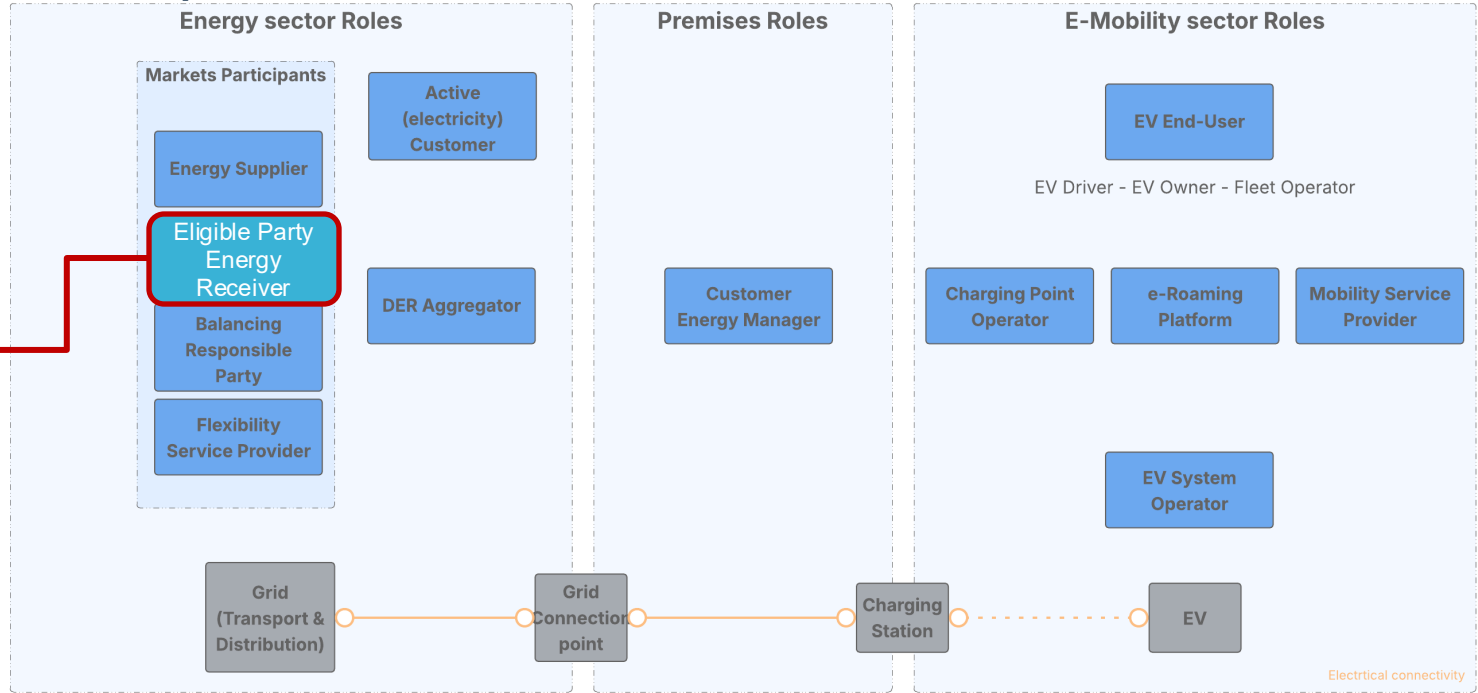 Energy sector Roles
Premises Roles
E-Mobility sector Roles
Markets Participants
Active
(electricity)
Customer
Energy Supplier
Eligible Party
Energy
Receiver
Balancing
Responsible
Party
Flexibility
Service Provider
DER Aggregator
Customer
Energy Manager
EV End-User
EV Driver - EV Owner - Fleet Operator
Charging Point
Operator
e-Roaming
Platform
Mobility Service
Provider
EV System
Operator
Grid
(Transport &
Distribution)
Grid
Connection
point
Charging
Station
EV
Electrtical connectivity